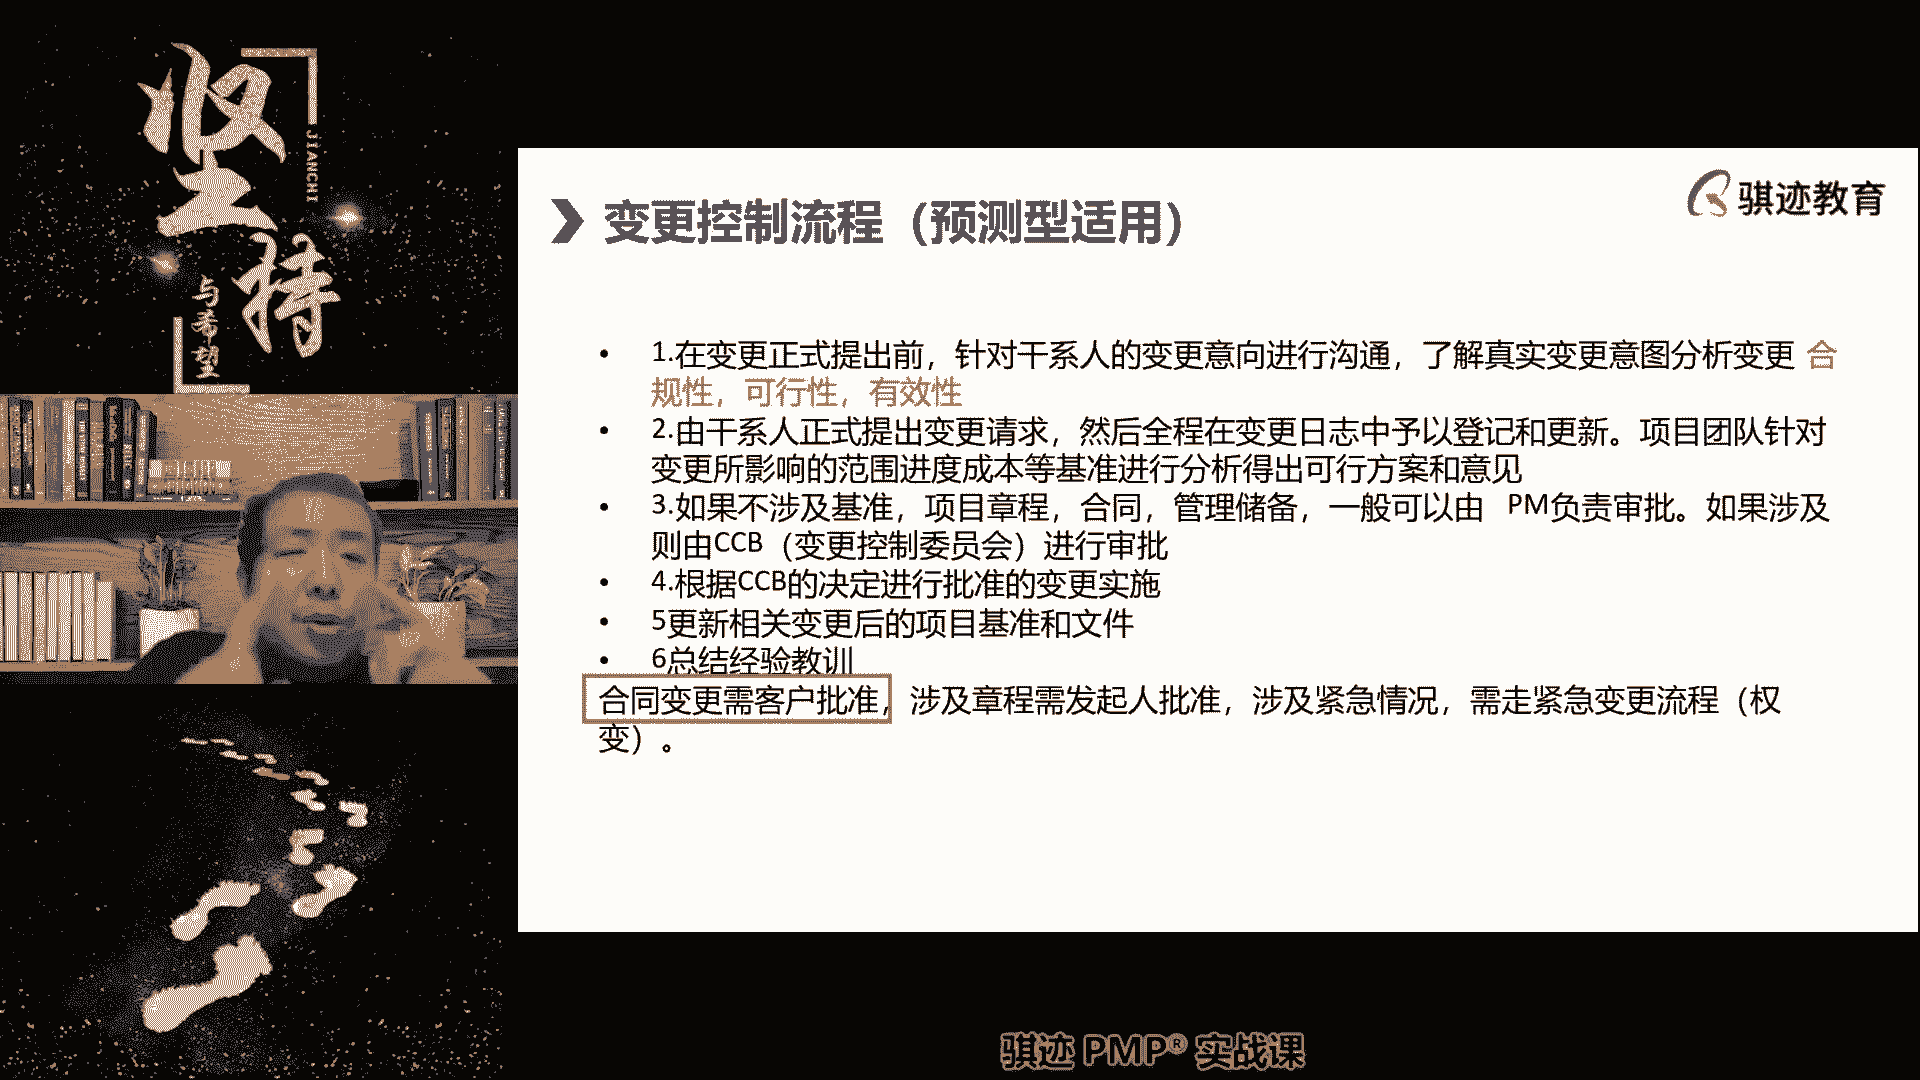 坚持
JIANCHI
与希望
骐迹教育
变更控制流程（预测型适用）
1.在变更正式提出前，针对干系人的变更意向进行沟通，了解真实变更意图分析变更 合
规性，可行性，有效性
2.由干系人正式提出变更请求，然后全程在变更日志中予以登记和更新。项目团队针对
变更所影响的范围进度成本等基准进行分析得出可行方案和意见
3.如果不涉及基准，项目章程，合同，管理储备，一般可以由 PM负责审批。如果涉及
则由CCB（变更控制委员会）进行审批
4.根据CCB的决定进行批准的变更实施
5更新相关变更后的项目基准和文件
6总结经验教训
合同变更需客户批准，涉及章程需发起人批准，涉及紧急情况，需走紧急变更流程（权
变）。
骐迹 PMP® 实战课